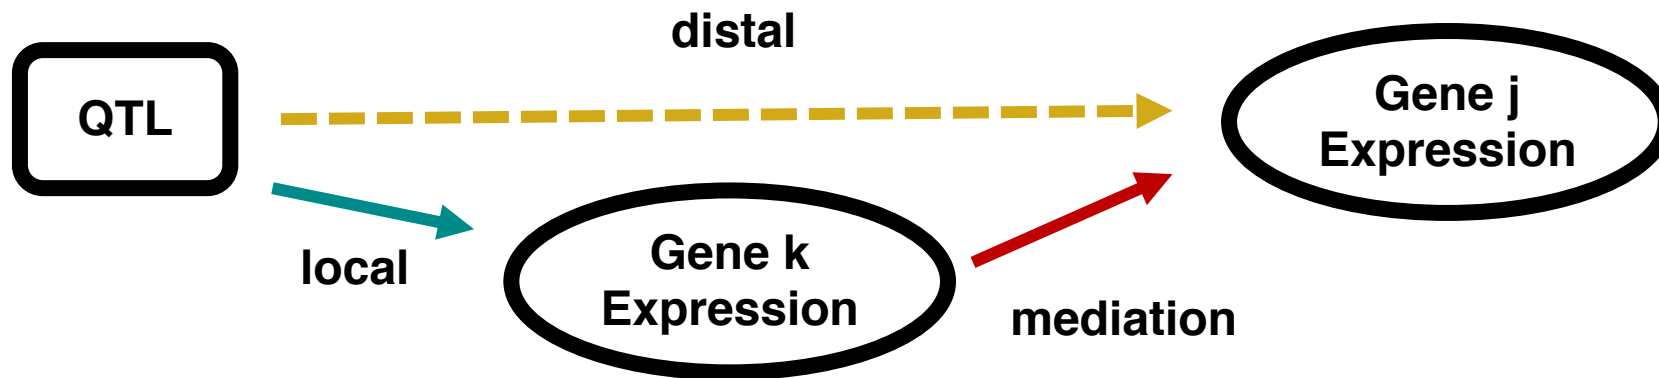 distal
QTL
Gene j
Expression
local
Gene k
Expression
mediation